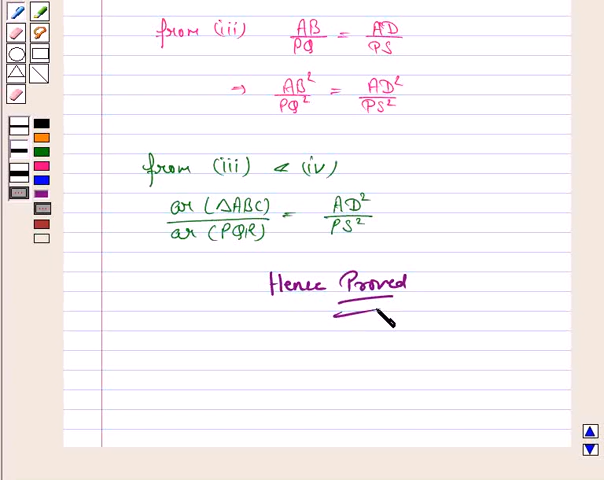 from (iii) AB/PQ = AD/PS
⇒ AB²/PQ² = AD²/PS²
from (iii) & (iv)
ar (△ABC)/ar (PQR) = AD²/PS²
Hence Proved